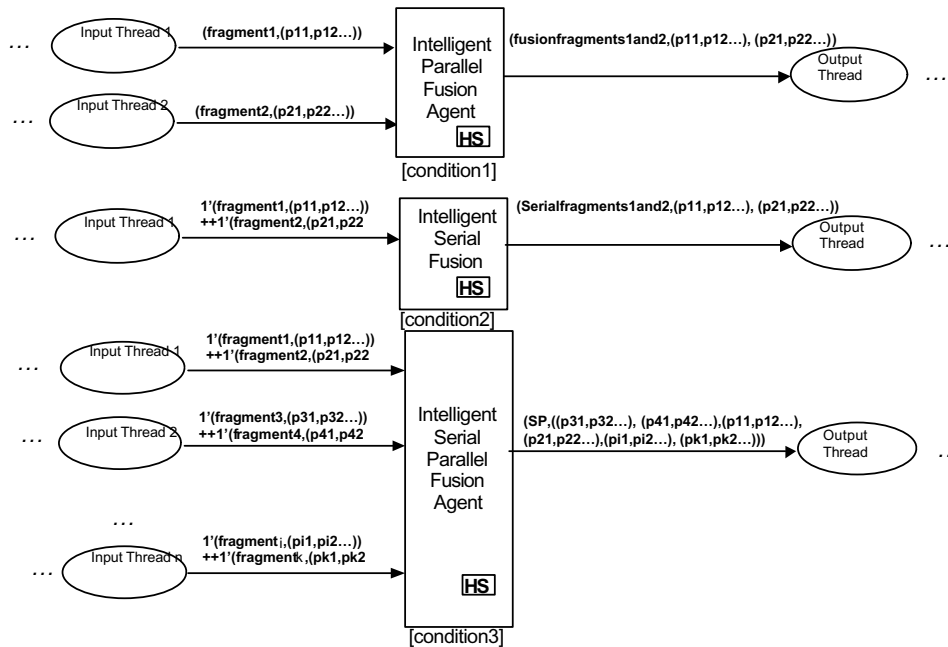 ... Input Thread 1 (fragment1,(p11,p12…))
Intelligent
Parallel
Fusion
Agent
HS
[condition1]
(fusionfragments1and2,(p11,p12…), (p21,p22…))
Output
Thread
...
... Input Thread 2 (fragment2,(p21,p22…))
... Input Thread 1
1'(fragment1,(p11,p12…))
++1'(fragment2,(p21,p22
Intelligent
Serial
Fusion
HS
[condition2]
(Serialfragments1and2,(p11,p12…), (p21,p22…))
Output
Thread
...
... Input Thread 1
1'(fragment1,(p11,p12…))
++1'(fragment2,(p21,p22
... Input Thread 2
1'(fragment3,(p31,p32…))
++1'(fragment4,(p41,p42
...
... Input Thread n
1'(fragmenti,(pi1,pi2…))
++1'(fragmentk,(pk1,pk2
Intelligent
Serial
Parallel
Fusion
Agent
HS
[condition3]
(SP,((p31,p32…), (p41,p42…),(p11,p12…),
(p21,p22…),(pi1,pi2…), (pk1,pk2…)))
Output
Thread
...